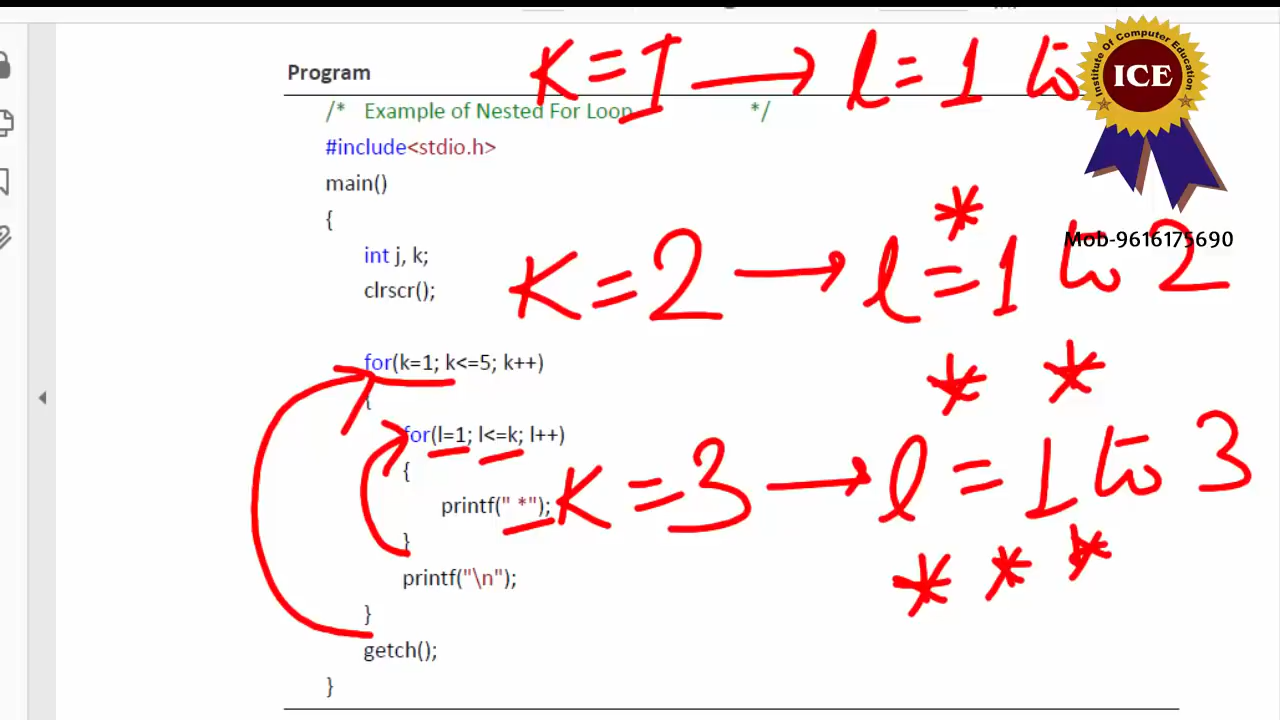 K=1 → l=1 to
Institute Of Computer Education
ICE
Program
/* Example of Nested For Loop */
#include<stdio.h>
main()
{
*
Mob-9616175690
int j, k;
clrscr();
K=2 → l=1 to 2
for(k=1; k<=5; k++)
{
* *
for(l=1; l<=k; l++)
{
K=3 → l=1 to 3
printf(" *");
}
* * *
printf("\n");
}
getch();
}